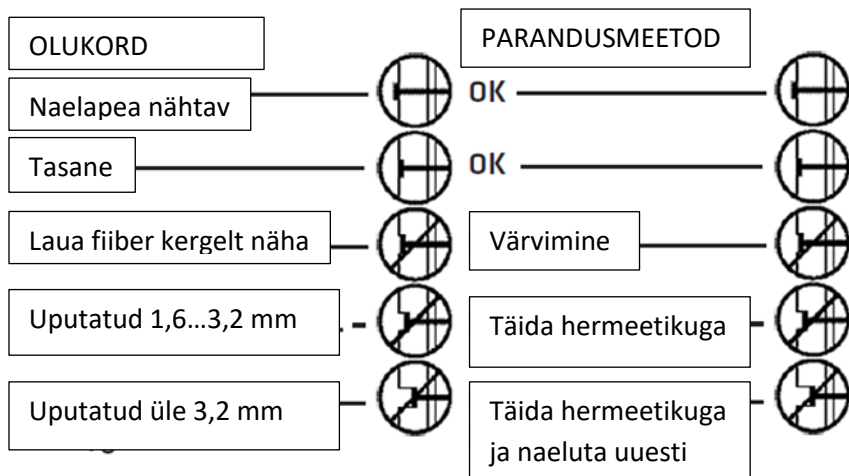 OLUKORD
PARANDUSMEETOD
Naelapea nähtav
OK
Tasane
OK
Laua fiiber kergelt näha
Värvimine
Uputatud 1,6…3,2 mm
Täida hermeetikuga
Uputatud üle 3,2 mm
Täida hermeetikuga
ja naeluta uuesti